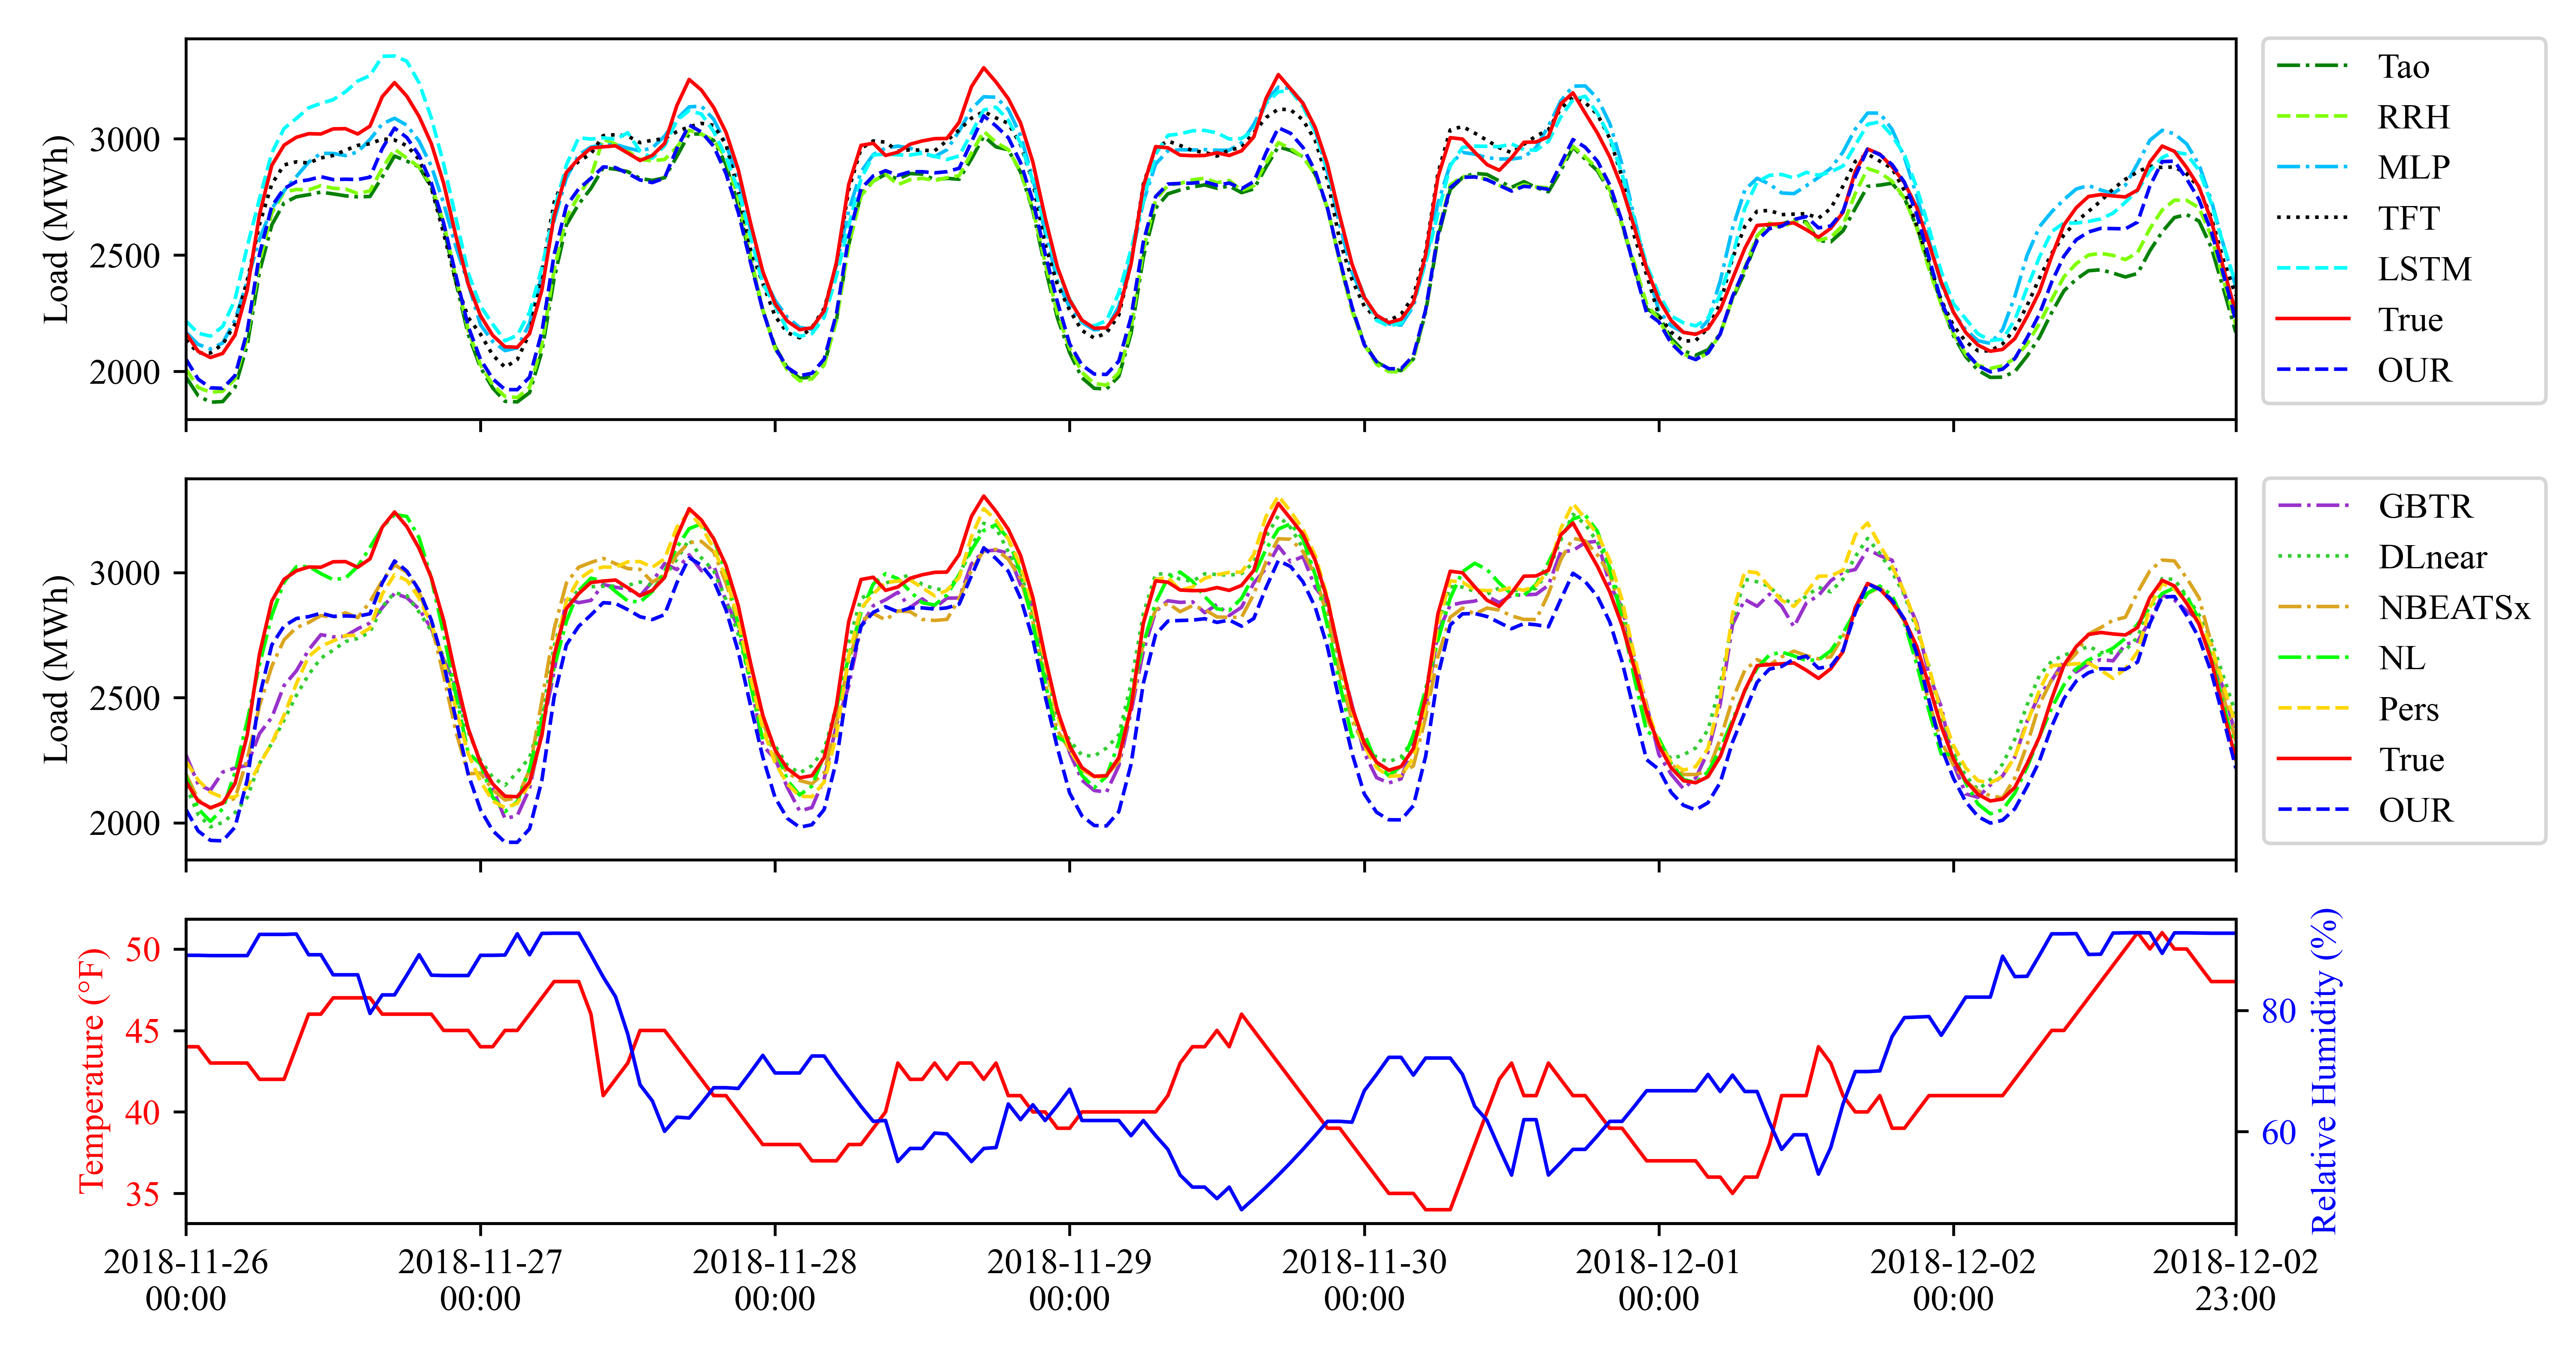 Load (MWh)
3000
2500
2000
Tao
RRH
MLP
TFT
LSTM
True
OUR
Load (MWh)
3000
2500
2000
GBTR
DLnear
NBEATSx
NL
Pers
True
OUR
Temperature (°F)
50
45
40
35
80
60
Relative Humidity (%)
2018-11-26 2018-11-27 2018-11-28 2018-11-29 2018-11-30 2018-12-01 2018-12-02 2018-12-02
00:00 00:00 00:00 00:00 00:00 00:00 00:00 23:00